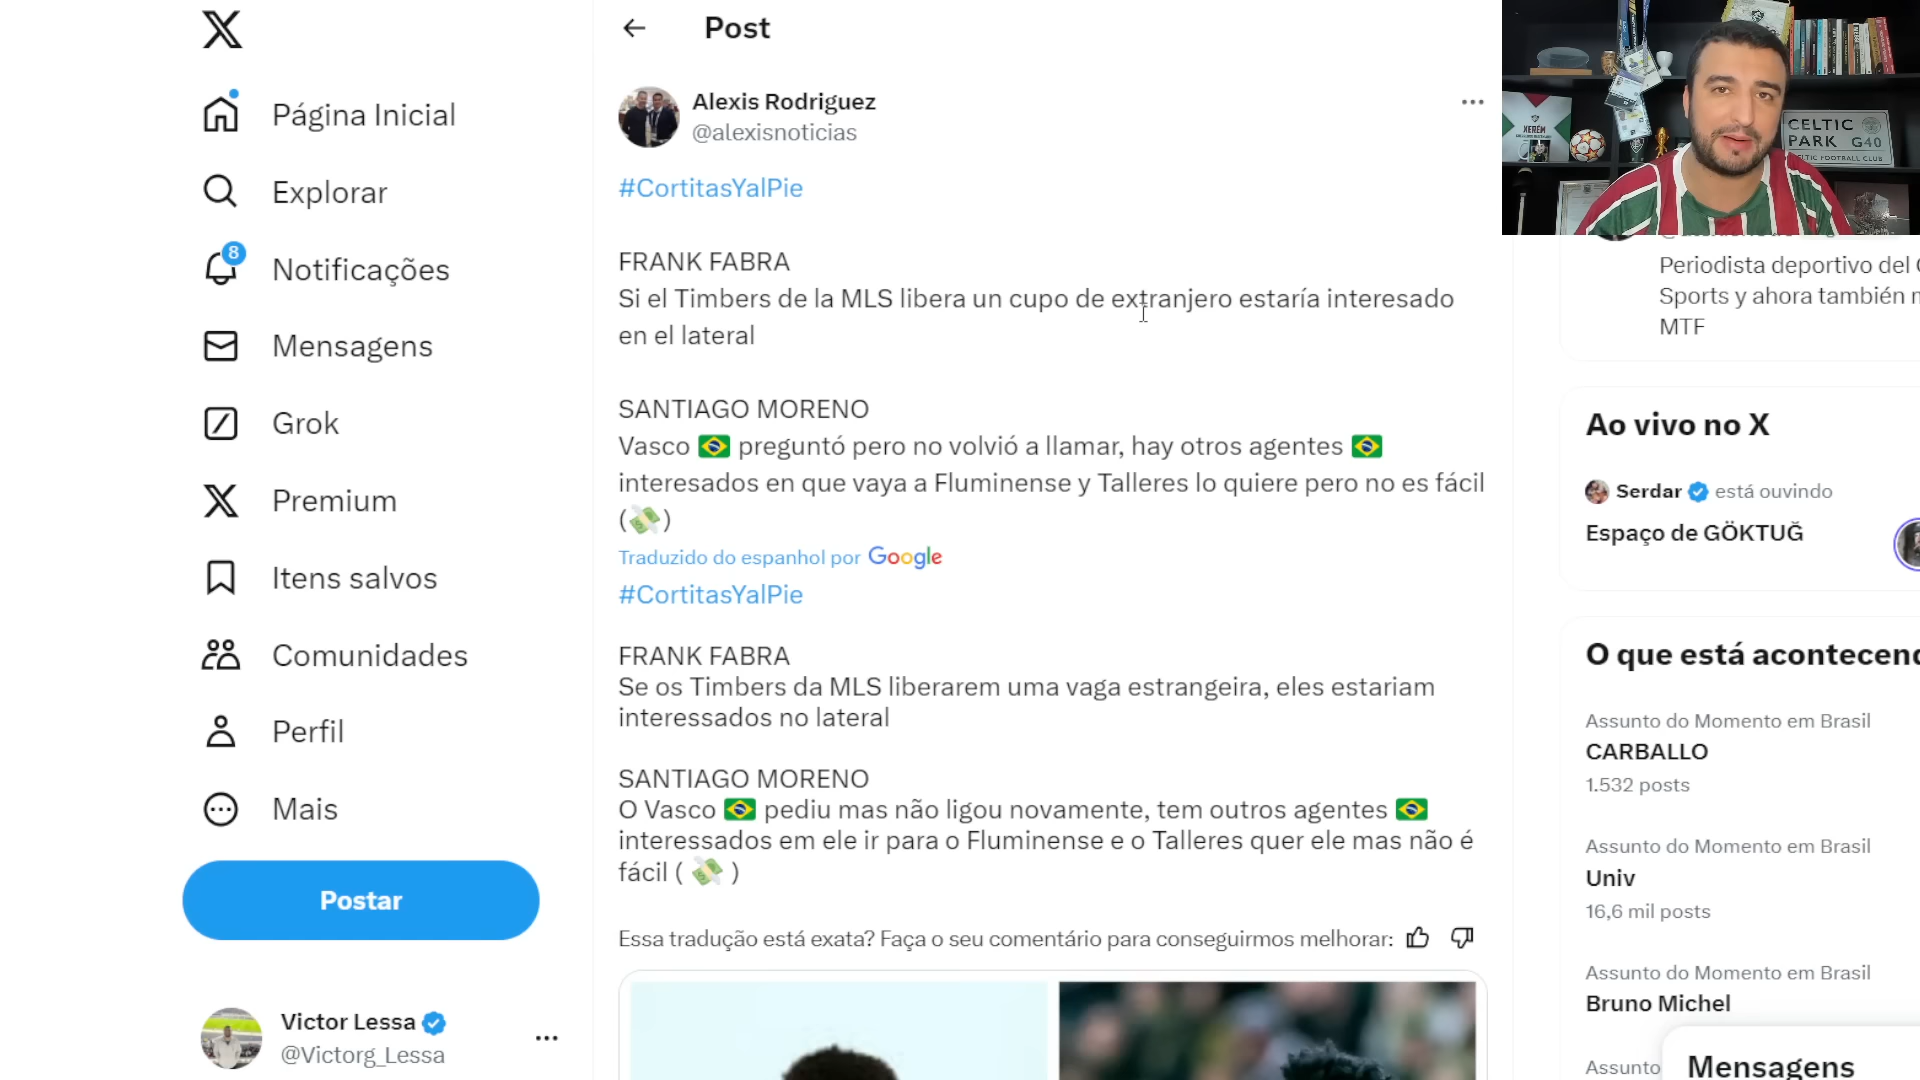 Página Inicial
Explorar
8
Notificações
Mensagens
Grok
Premium
Itens salvos
Comunidades
Perfil
Mais
Postar
Victor Lessa
@Victorg_Lessa
Post
Alexis Rodriguez
@alexisnoticias
#CortitasYalPie
FRANK FABRA
Si el Timbers de la MLS libera un cupo de extranjero estaría interesado
en el lateral
SANTIAGO MORENO
Vasco 🇧🇷 preguntó pero no volvió a llamar, hay otros agentes 🇧🇷
interesados en que vaya a Fluminense y Talleres lo quiere pero no es fácil
(💸)
Traduzido do espanhol por Google
#CortitasYalPie
FRANK FABRA
Se os Timbers da MLS liberarem uma vaga estrangeira, eles estariam
interessados no lateral
SANTIAGO MORENO
O Vasco 🇧🇷 pediu mas não ligou novamente, tem outros agentes 🇧🇷
interessados em ele ir para o Fluminense e o Talleres quer ele mas não é
fácil ( 💸 )
Essa tradução está exata? Faça o seu comentário para conseguirmos melhorar:
XERÉM
CELTIC
PARK G40
CELTIC FOOTBALL CLUB
Periodista deportivo del
Sports y ahora también
MTF
Ao vivo no X
Serdar está ouvindo
Espaço de GÖKTUĞ
O que está acontecen
Assunto do Momento em Brasil
CARBALLO
1.532 posts
Assunto do Momento em Brasil
Univ
16,6 mil posts
Assunto do Momento em Brasil
Bruno Michel
Assunto
Mensagens